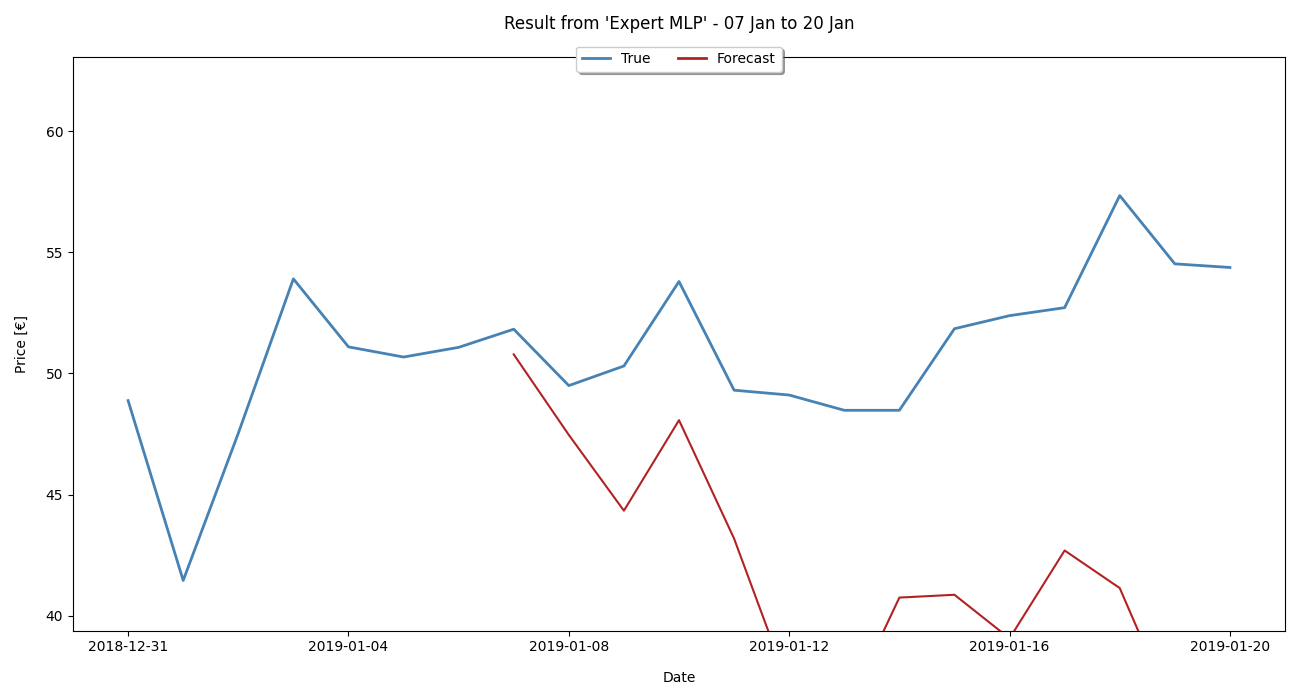 Result from 'Expert MLP' - 07 Jan to 20 Jan
True Forecast
60
55
50
45
40
Price [€]
2018-12-31 2019-01-04 2019-01-08 2019-01-12 2019-01-16 2019-01-20
Date